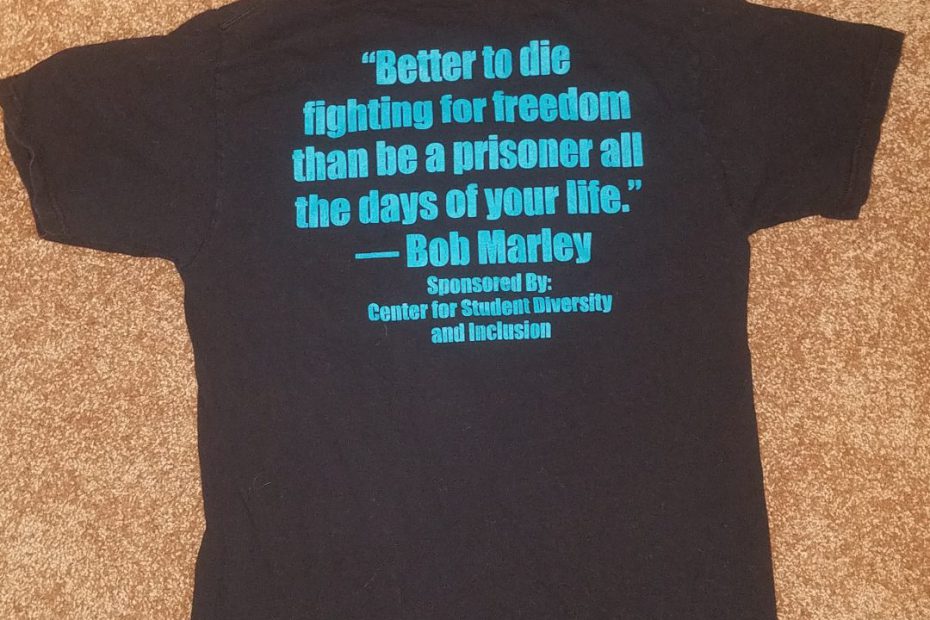 “Better to die
fighting for freedom
than be a prisoner all
the days of your life.”
— Bob Marley
Sponsored By:
Center for Student Diversity
and Inclusion